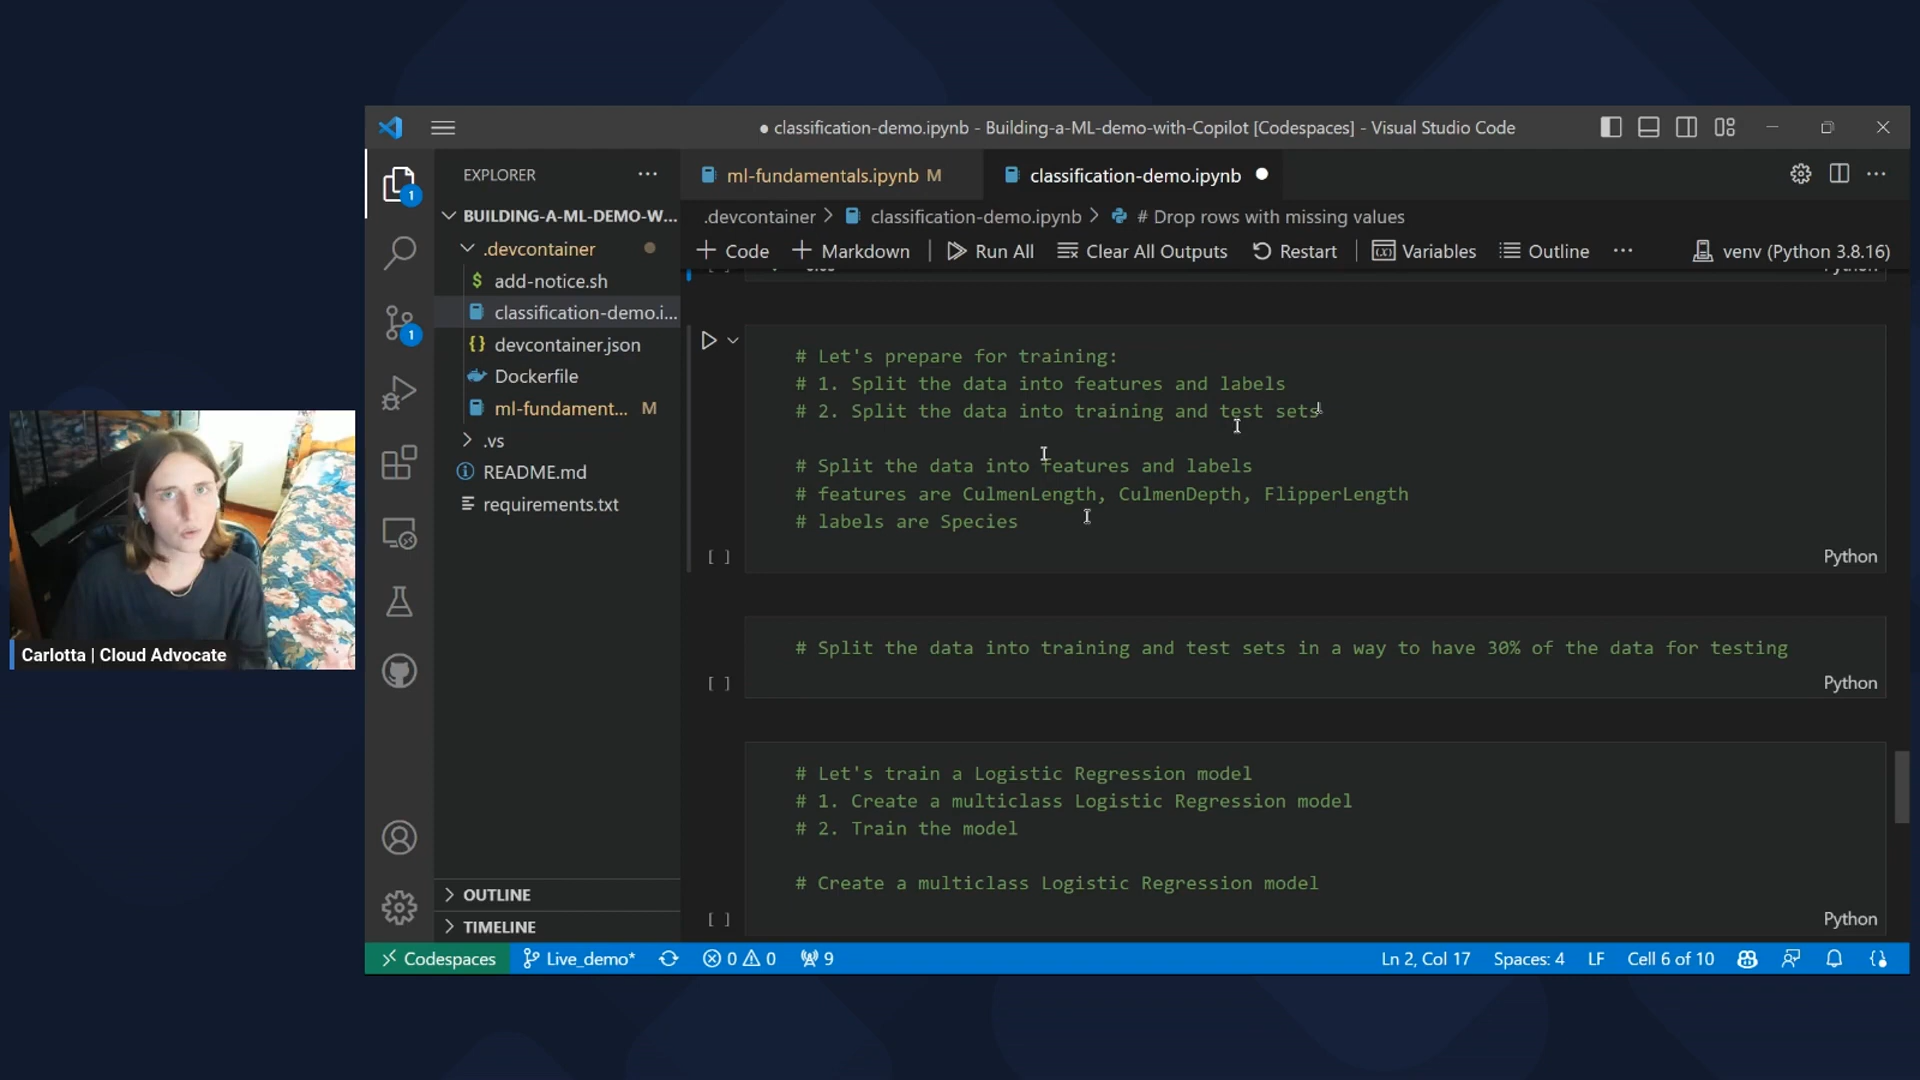 classification-demo.ipynb - Building-a-ML-demo-with-Copilot [Codespaces] - Visual Studio Code
EXPLORER
ml-fundamentals.ipynb M
classification-demo.ipynb
BUILDING-A-ML-DEMO-W...
.devcontainer > classification-demo.ipynb > # Drop rows with missing values
.devcontainer
Code
Markdown
Run All
Clear All Outputs
Restart
Variables
Outline
venv (Python 3.8.16)
add-notice.sh
classification-demo.i...
devcontainer.json
Dockerfile
ml-fundament... M
.vs
README.md
requirements.txt
# Let's prepare for training:
# 1. Split the data into features and labels
# 2. Split the data into training and test sets
# Split the data into features and labels
# features are CulmenLength, CulmenDepth, FlipperLength
# labels are Species
[ ]
Python
# Split the data into training and test sets in a way to have 30% of the data for testing
[ ]
Python
# Let's train a Logistic Regression model
# 1. Create a multiclass Logistic Regression model
# 2. Train the model
# Create a multiclass Logistic Regression model
[ ]
Python
1
1
Carlotta | Cloud Advocate
OUTLINE
TIMELINE
Codespaces
Live_demo*
0
0
9
Ln 2, Col 17
Spaces: 4
LF
Cell 6 of 10